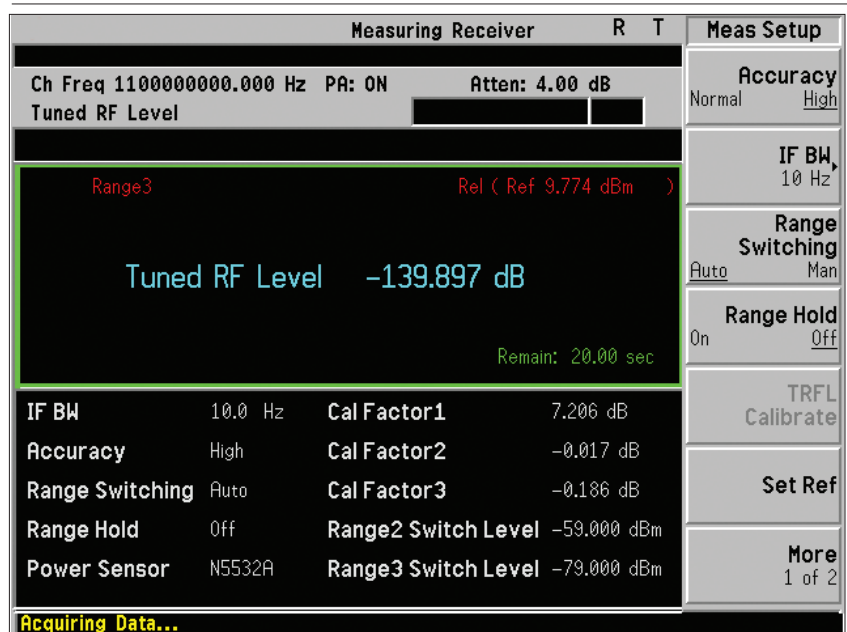 Measuring Receiver R T
Ch Freq 1100000000.000 Hz PA: ON Atten: 4.00 dB
Tuned RF Level
Range3 Rel ( Ref 9.774 dBm )
Tuned RF Level -139.897 dB
Remain: 20.00 sec
IF BW 10.0 Hz Cal Factor1 7.206 dB
Accuracy High Cal Factor2 -0.017 dB
Range Switching Auto Cal Factor3 -0.186 dB
Range Hold Off Range2 Switch Level -59.000 dBm
Power Sensor N5532A Range3 Switch Level -79.000 dBm
Acquiring Data...
Meas Setup
Accuracy
Normal High
IF BW
10 Hz
Range
Switching
Auto Man
Range Hold
On Off
TRFL
Calibrate
Set Ref
More
1 of 2